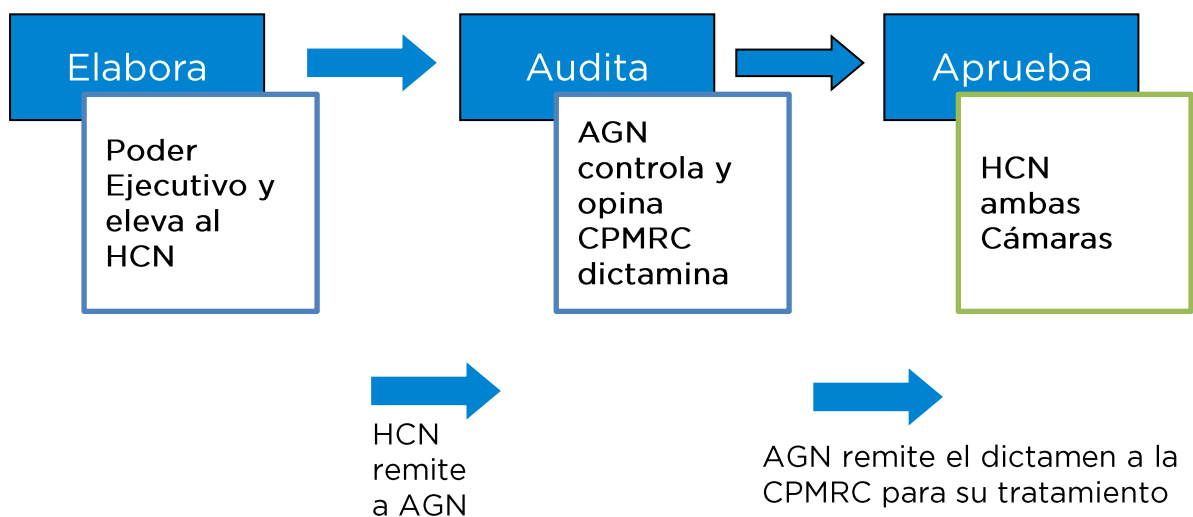 Elabora
Poder
Ejecutivo y
eleva al
HCN
Audita
AGN
controla y
opina
CPMRC
dictamina
Aprueba
HCN
ambas
Cámaras
HCN
remite
a AGN
AGN remite el dictamen a la
CPMRC para su tratamiento